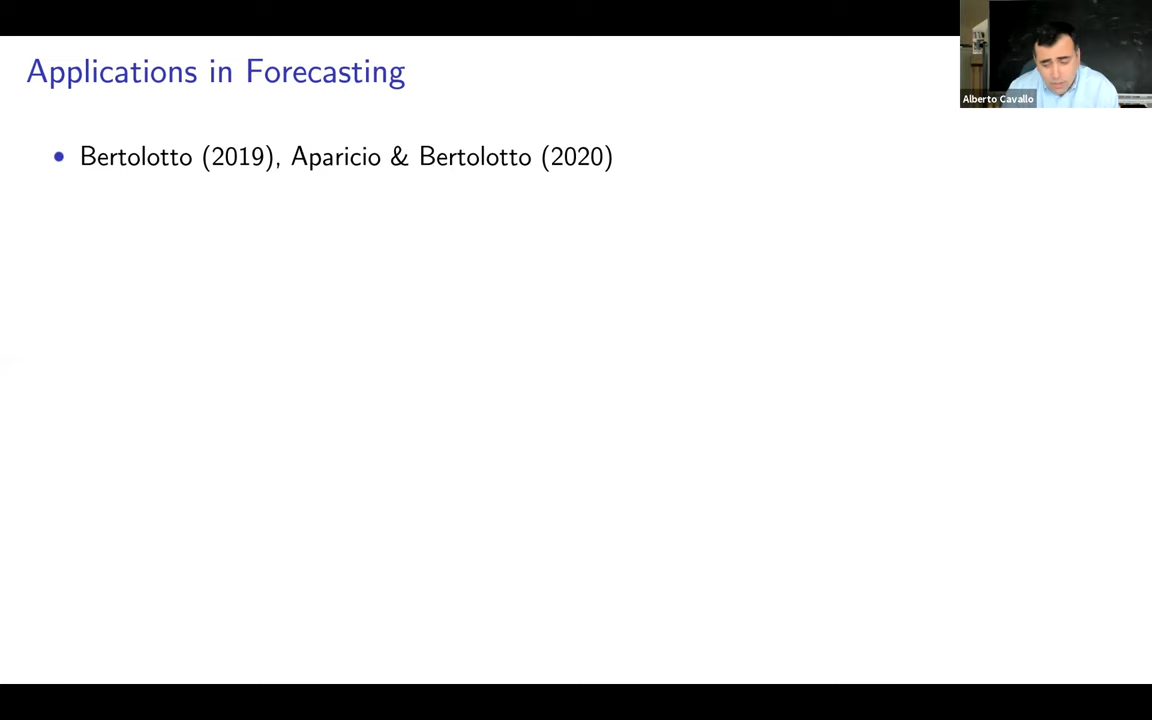 Applications in Forecasting
Alberto Cavallo
• Bertolotto (2019), Aparicio & Bertolotto (2020)